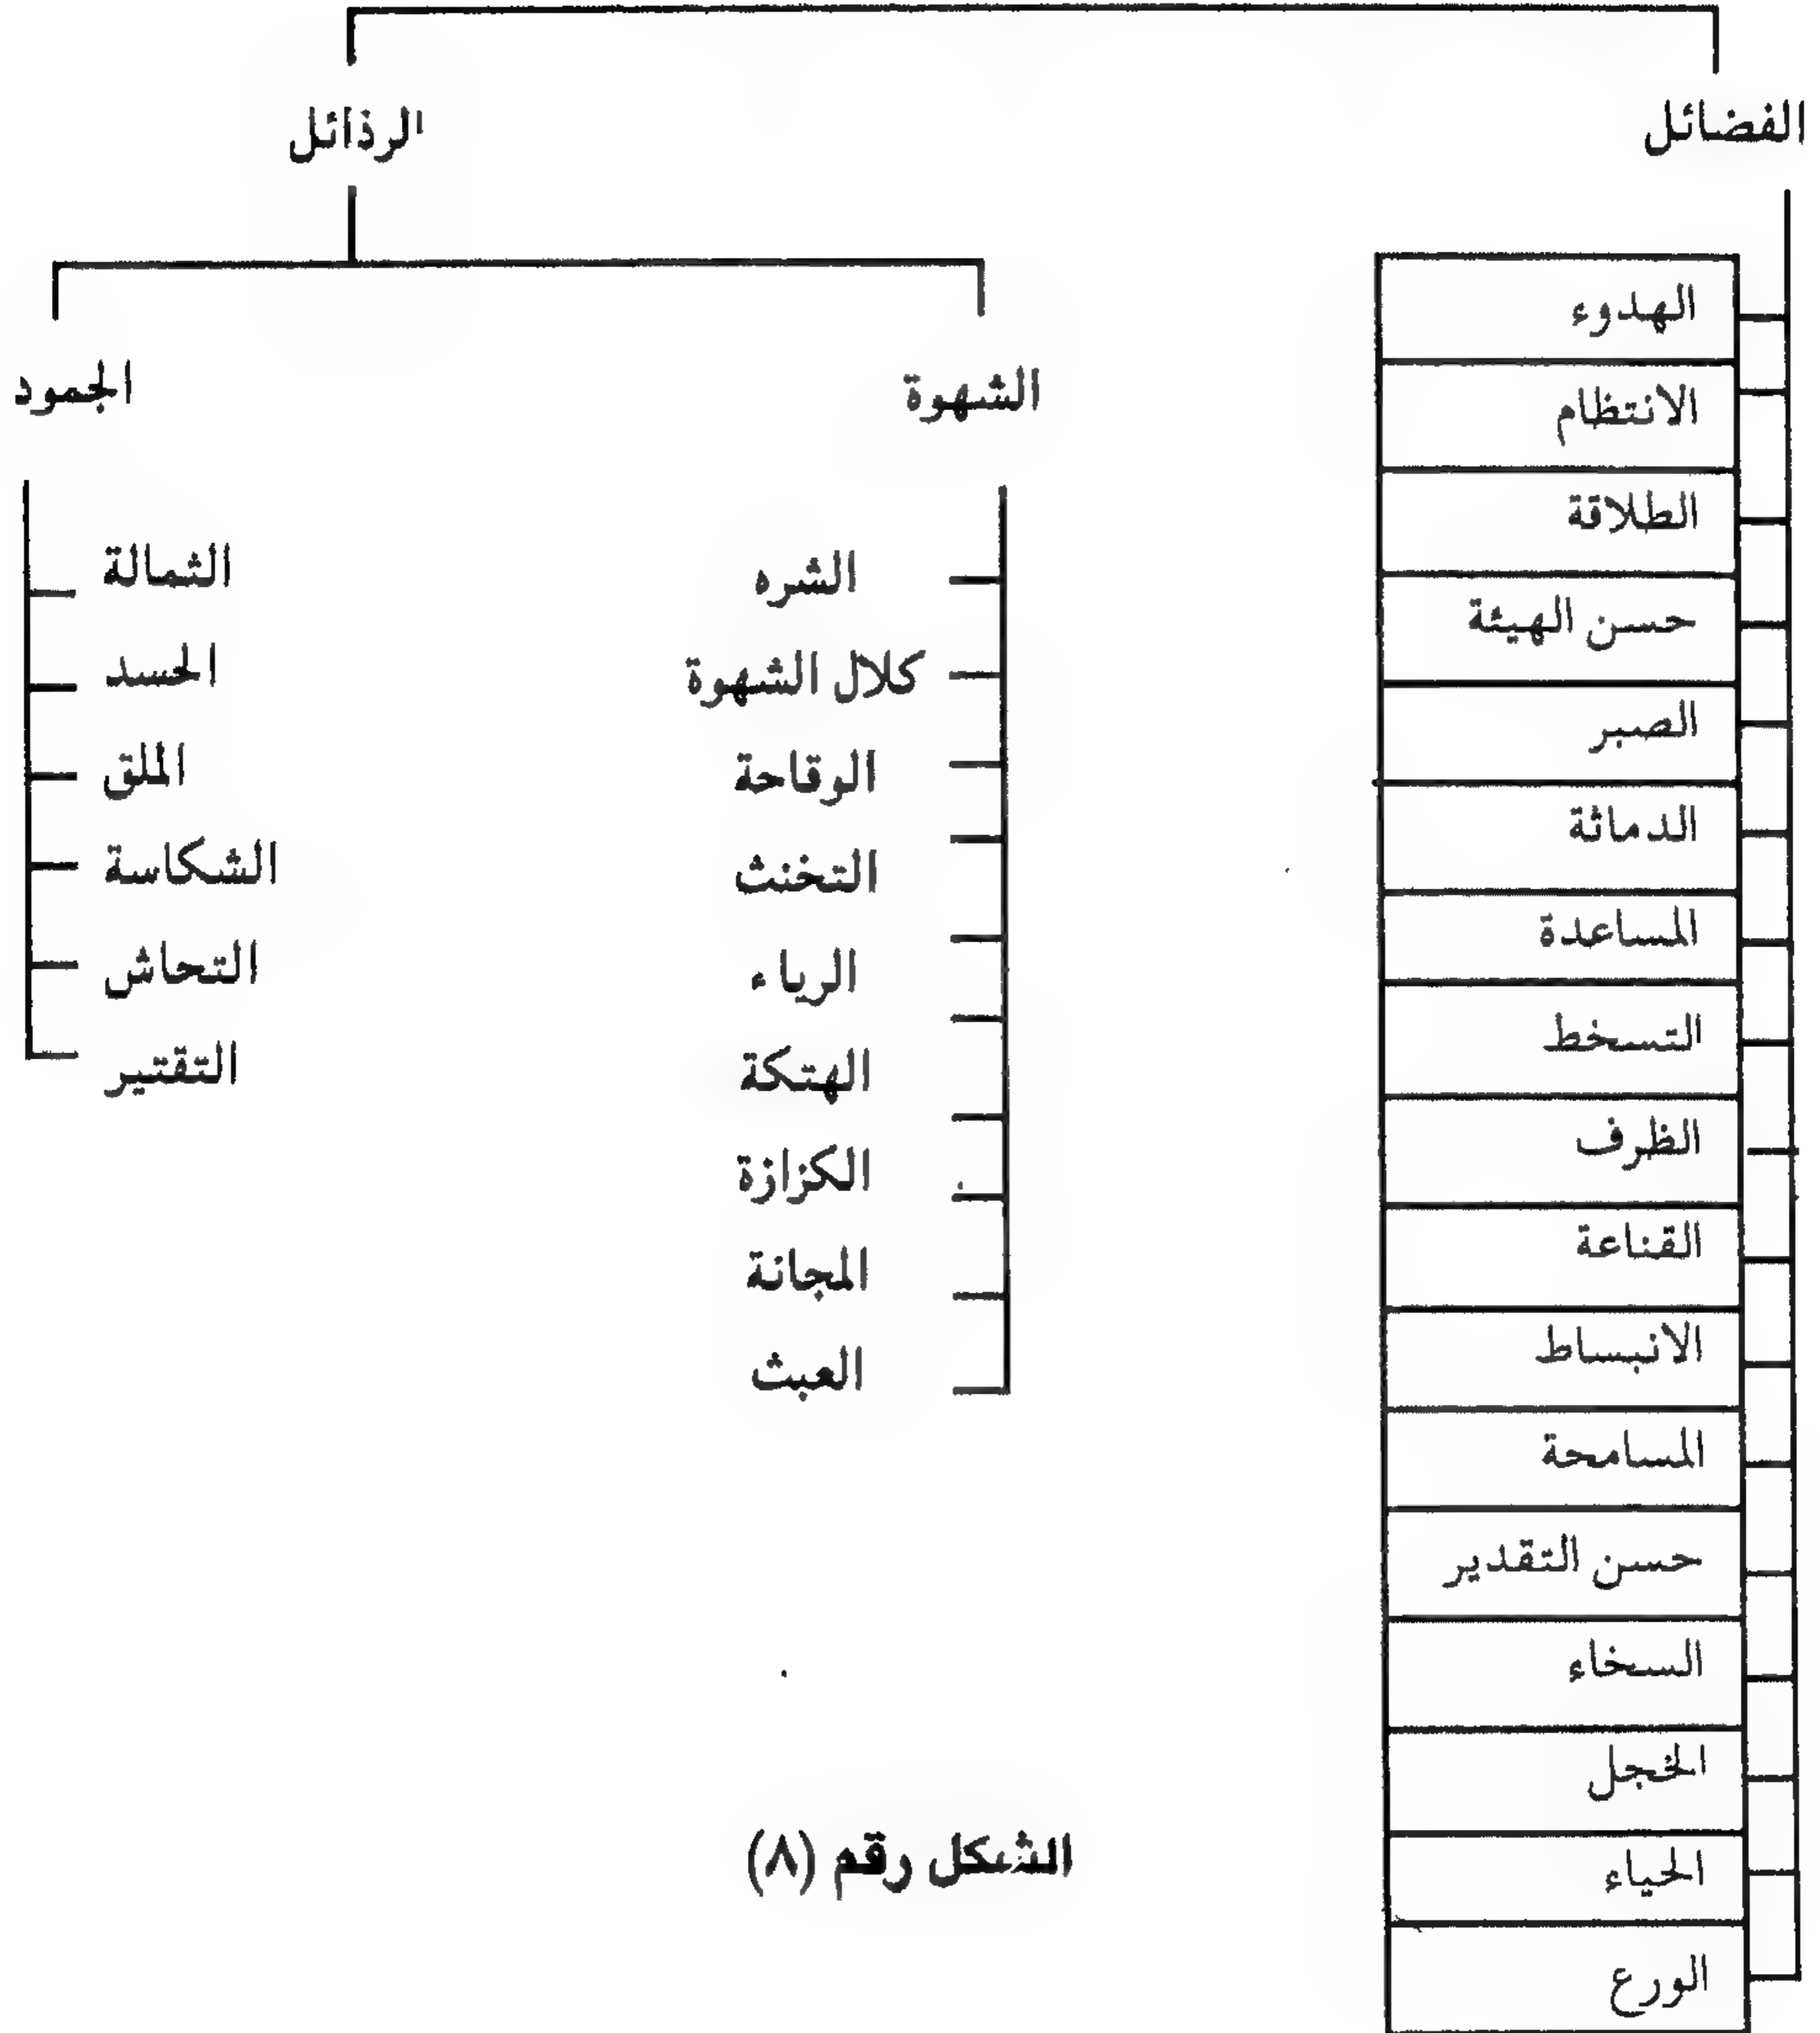 الفضائل
الهدوء
الانتظام
الطلاقة
حسن الهيئة
الصبر
الدماثة
المساعدة
التسخط
الظرف
القناعة
الانبساط
المسامحة
حسن التقدير
السخاء
الخجل
الحياء
الورع
الرذائل
الشهوة
الشره
كلال الشهوة
الوقاحة
التخنث
الرياء
الهتكة
الكزازة
المجانة
العبث
الجمود
الثمالة
الحسد
الملق
الشكاسة
التحاش
التقتير
الشكل رقم (٨)